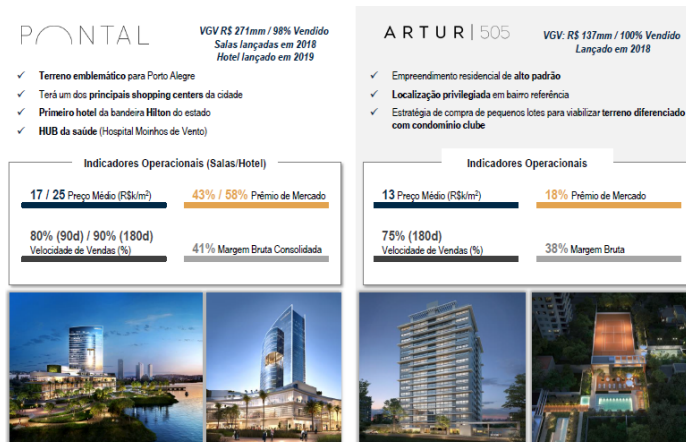 PONTAL
VGV R$ 271mm / 98% Vendido
Salas lançadas em 2018
Hotel lançado em 2019
✓ Terreno emblemático para Porto Alegre
✓ Terá um dos principais shopping centers da cidade
✓ Primeiro hotel da bandeira Hilton do estado
✓ HUB da saúde (Hospital Moinhos de Vento)
Indicadores Operacionais (Salas/Hotel)
17 / 25 Preço Médio (R$k/m²)
43% / 58% Prêmio de Mercado
80% (90d) / 90% (180d)
Velocidade de Vendas (%)
41% Margem Bruta Consolidada
ARTUR | 505
VGV: R$ 137mm / 100% Vendido
Lançado em 2018
✓ Empreendimento residencial de alto padrão
✓ Localização privilegiada em bairro referência
✓ Estratégia de compra de pequenos lotes para viabilizar terreno diferenciado
com condomínio clube
Indicadores Operacionais
13 Preço Médio (R$k/m²)
18% Prêmio de Mercado
75% (180d)
Velocidade de Vendas (%)
38% Margem Bruta